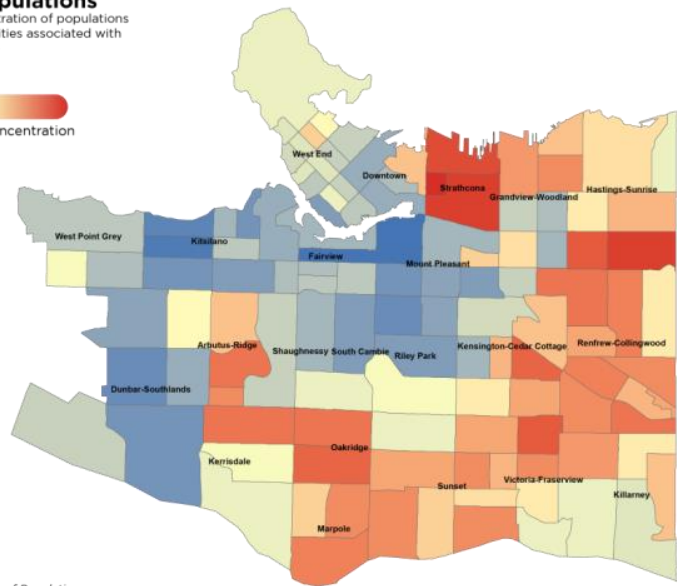 tration of populations
ities associated with
ncentration
West End
Downtown
Strathcona
Grandview-Woodland
Hastings-Sunrise
West Point Grey
Kitsilano
Fairview
Mount Pleasant
Arbutus-Ridge
Shaughnessy
South Cambie
Riley Park
Kensington-Cedar Cottage
Renfrew-Collingwood
Dunbar-Southlands
Oakridge
Kerrisdale
Sunset
Victoria-Fraserview
Killarney
Marpole